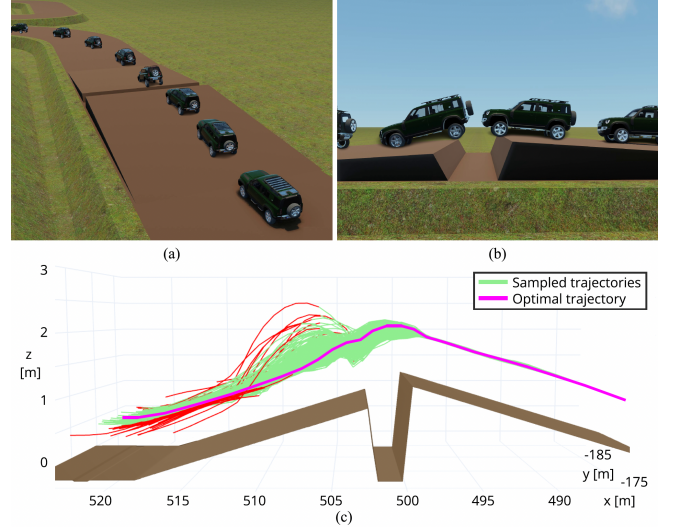 (a)
(b)
3
2
z
[m]
1
0
Sampled trajectories
Optimal trajectory
-185
y [m]
-175
520
515
510
505
500
495
490
x [m]
(c)